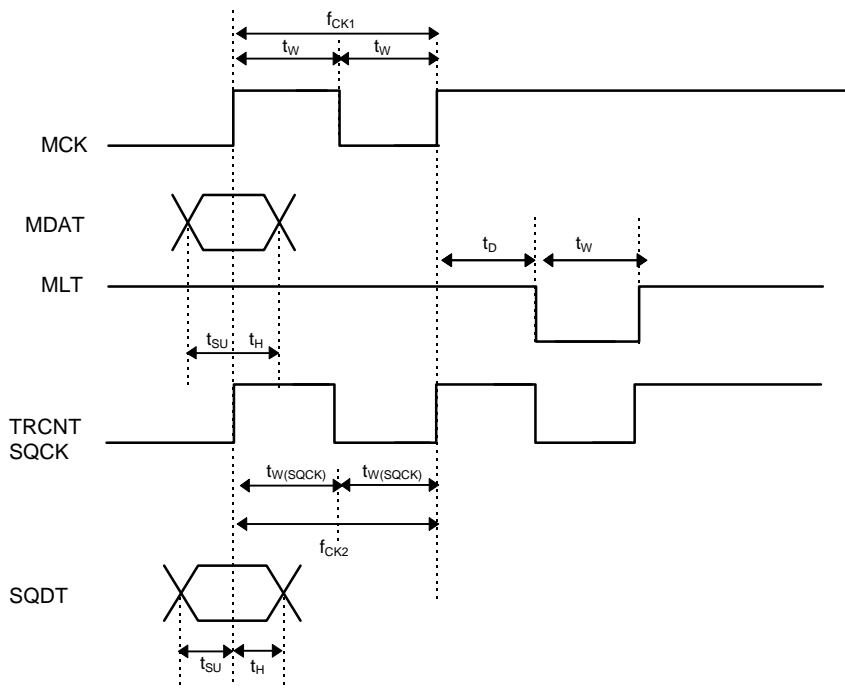 fCK1
tW tW
MCK
MDAT
tD tW
MLT
tSU tH
TRCNT
SQCK
tW(SQCK) tW(SQCK)
fCK2
SQDT
tSU tH